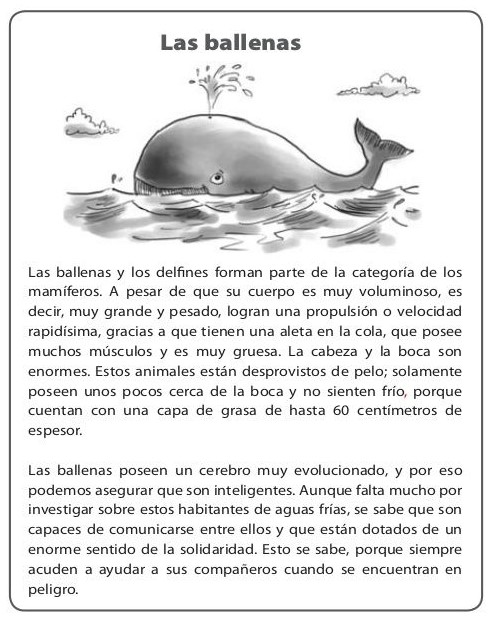 Las ballenas
Las ballenas y los delfines forman parte de la categoría de los
mamíferos. A pesar de que su cuerpo es muy voluminoso, es
decir, muy grande y pesado, logran una propulsión o velocidad
rapidísima, gracias a que tienen una aleta en la cola, que posee
muchos músculos y es muy gruesa. La cabeza y la boca son
enormes. Estos animales están desprovistos de pelo; solamente
poseen unos pocos cerca de la boca y no sienten frío, porque
cuentan con una capa de grasa de hasta 60 centímetros de
espesor.
Las ballenas poseen un cerebro muy evolucionado, y por eso
podemos asegurar que son inteligentes. Aunque falta mucho por
investigar sobre estos habitantes de aguas frías, se sabe que son
capaces de comunicarse entre ellos y que están dotados de un
enorme sentido de la solidaridad. Esto se sabe, porque siempre
acuden a ayudar a sus compañeros cuando se encuentran en
peligro.